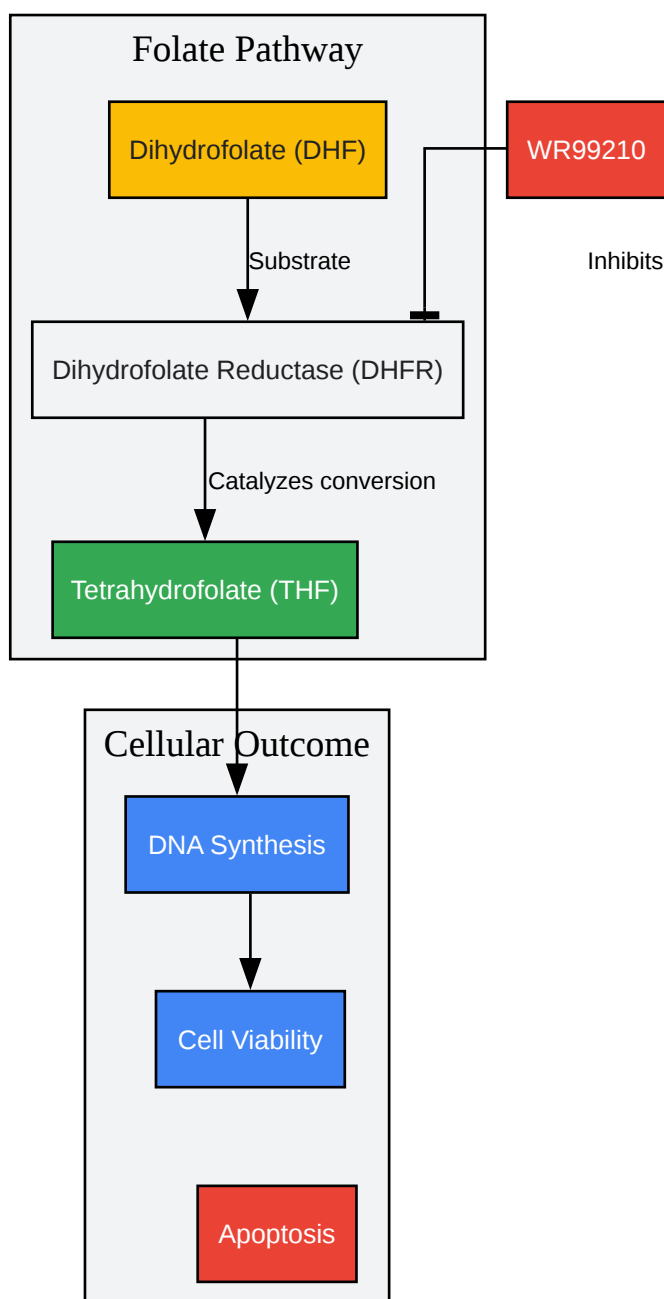 Folate Pathway
Dihydrofolate (DHF)
WR99210
Substrate
Inhibits
Dihydrofolate Reductase (DHFR)
Catalyzes conversion
Tetrahydrofolate (THF)
Cellular Outcome
DNA Synthesis
Cell Viability
Apoptosis